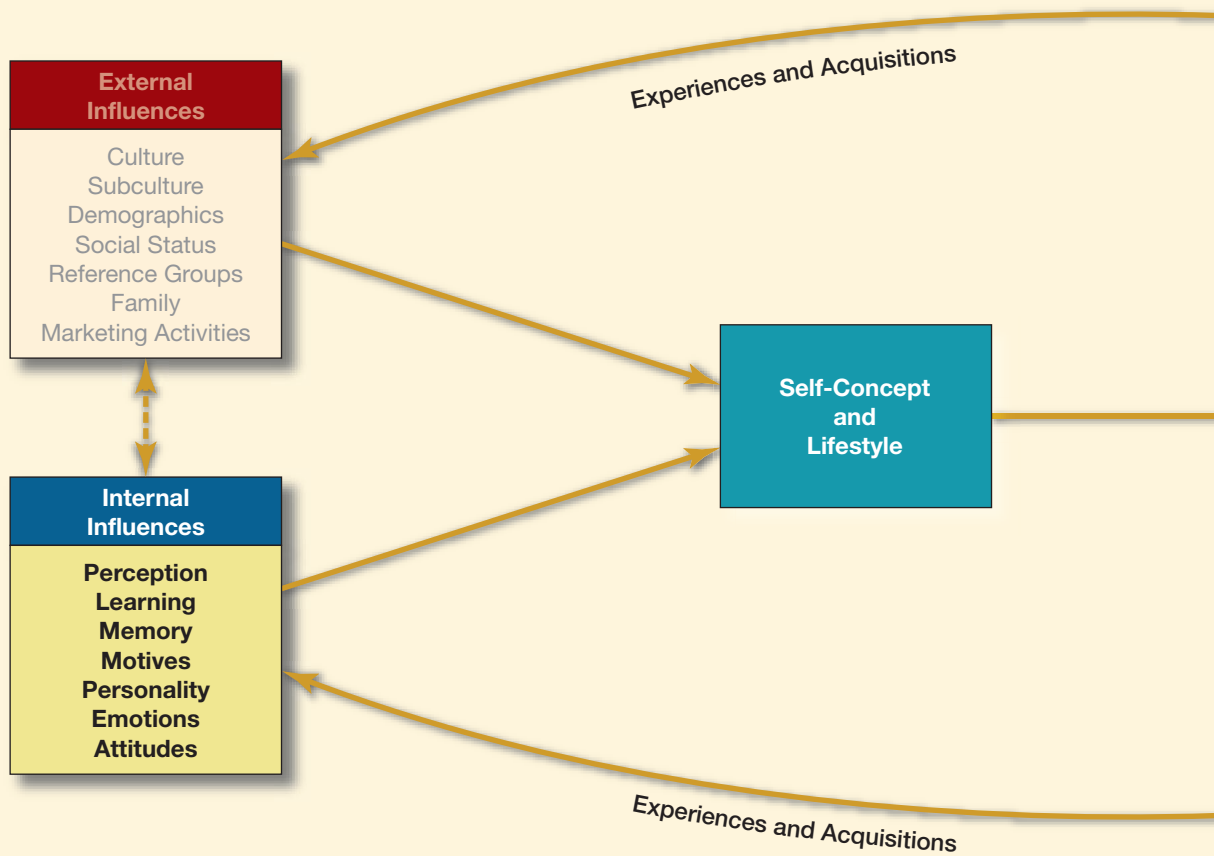 Experiences and Acquisitions
External
Influences
Culture
Subculture
Demographics
Social Status
Reference Groups
Family
Marketing Activities
Self-Concept
and
Lifestyle
Internal
Influences
Perception
Learning
Memory
Motives
Personality
Emotions
Attitudes
Experiences and Acquisitions